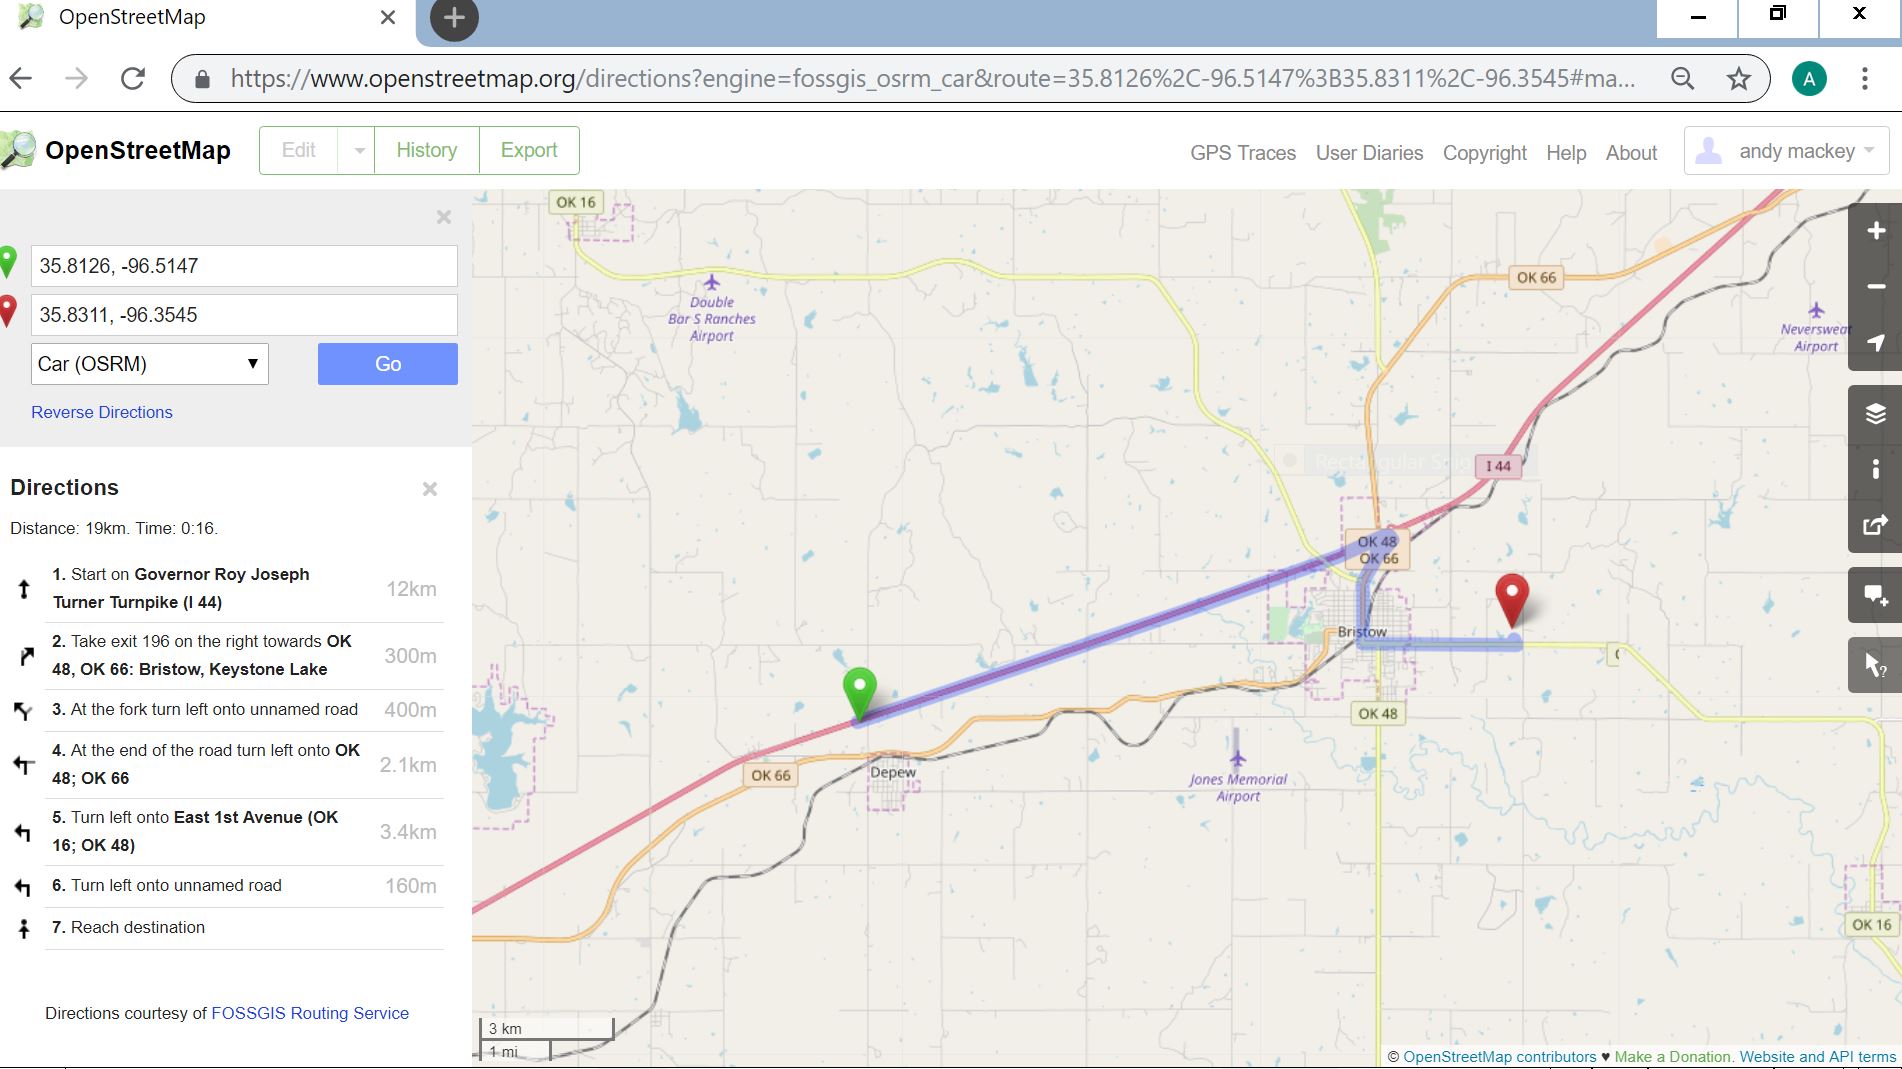 OpenStreetMap
https://www.openstreetmap.org/directions?engine=fossgis_osrm_car&route=35.8126%2C-96.5147%3B35.8311%2C-96.3545#ma...
A
OpenStreetMap
Edit
History
Export
GPS Traces
User Diaries
Copyright
Help
About
andy mackey
35.8126, -96.5147
35.8311, -96.3545
Car (OSRM)
Go
Reverse Directions
Directions
Distance: 19km. Time: 0:16.
1. Start on Governor Roy Joseph
Turner Turnpike (I 44)
12km
2. Take exit 196 on the right towards OK
48, OK 66: Bristow, Keystone Lake
300m
3. At the fork turn left onto unnamed road
400m
4. At the end of the road turn left onto OK
48; OK 66
2.1km
5. Turn left onto East 1st Avenue (OK
16; OK 48)
3.4km
6. Turn left onto unnamed road
160m
7. Reach destination
Directions courtesy of FOSSGIS Routing Service
OK 16
Double
Bar S Ranches
Airport
OK 66
Neversweat
Airport
Rectangular Snip
I 44
OK 48
OK 66
Bristow
OK 48
OK 66
Depew
Jones Memorial
Airport
OK 16
3 km
1 mi
© OpenStreetMap contributors ♥ Make a Donation. Website and API terms